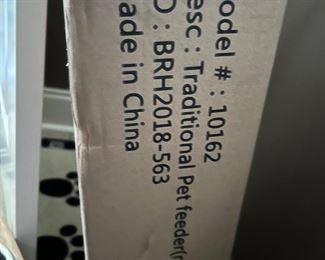 odel # : 10162
esc : Traditional Pet feeder(
O : BRH2018-563
ade in China